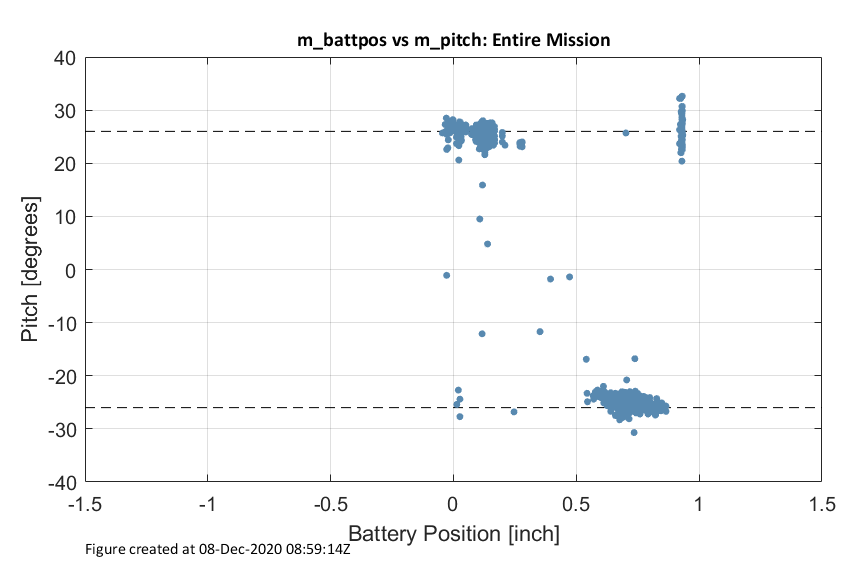 m_battpos vs m_pitch: Entire Mission
40
30
20
10
0
-10
-20
-30
-40
Pitch [degrees]
-1.5 -1 -0.5 0 0.5 1 1.5
Battery Position [inch]
Figure created at 08-Dec-2020 08:59:14Z